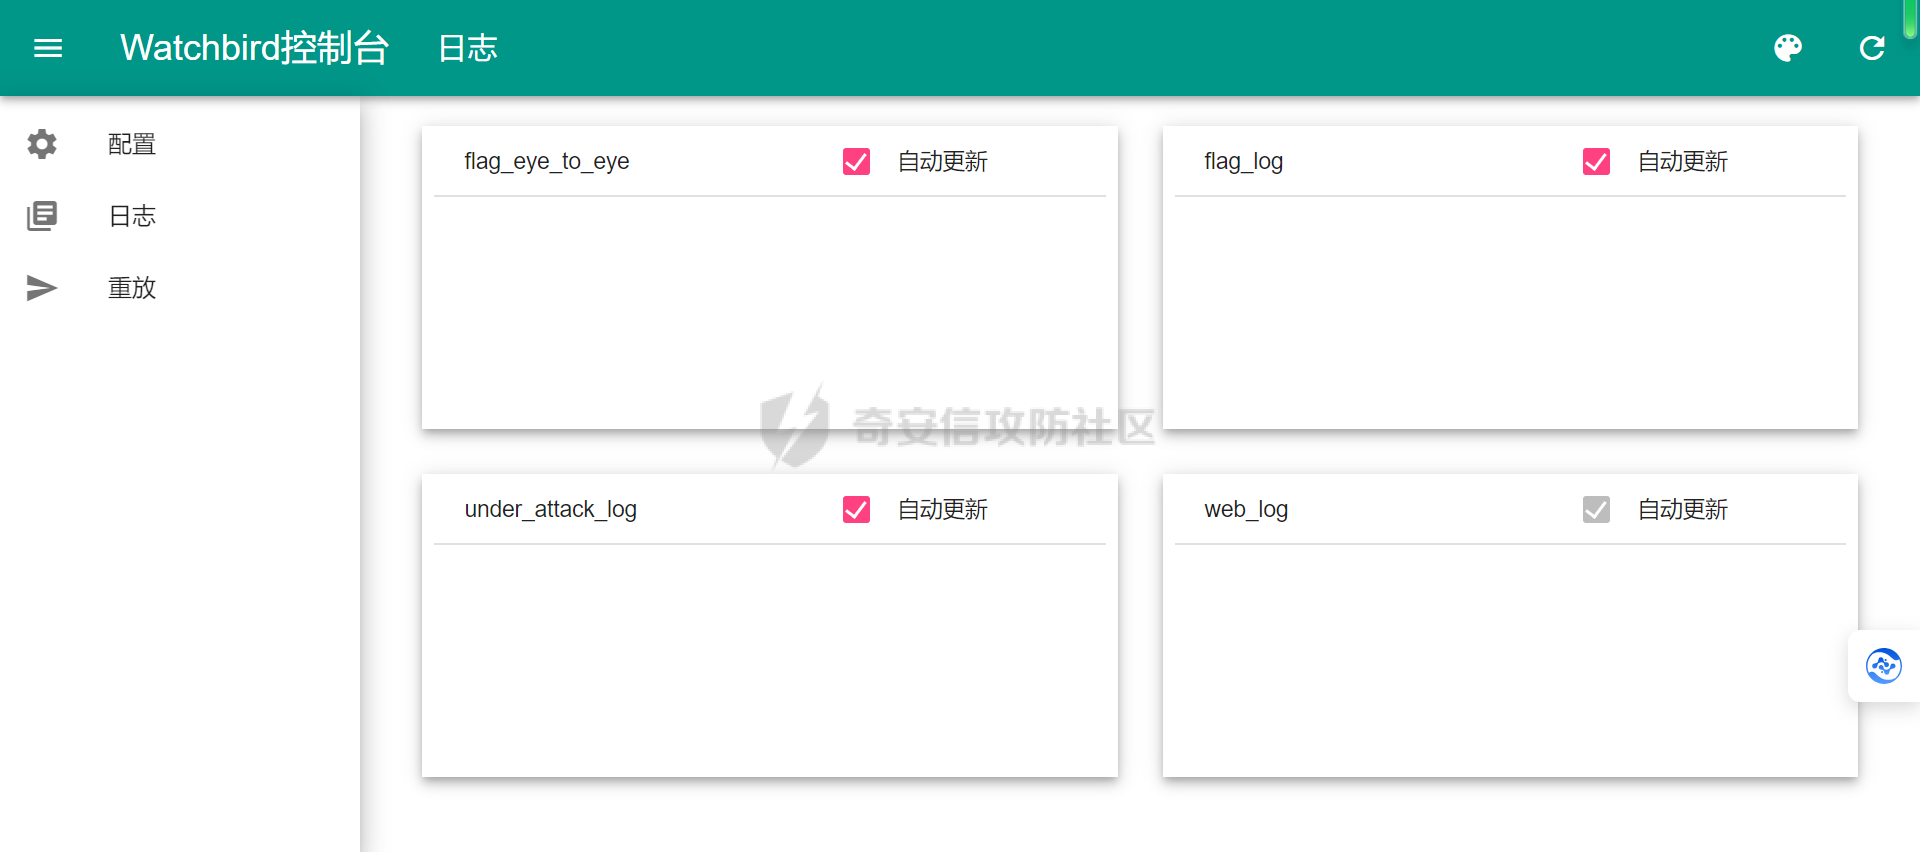 Watchbird控制台 日志
配置
日志
重放
flag_eye_to_eye 自动更新
flag_log 自动更新
奇安信攻防社区
under_attack_log 自动更新
web_log 自动更新